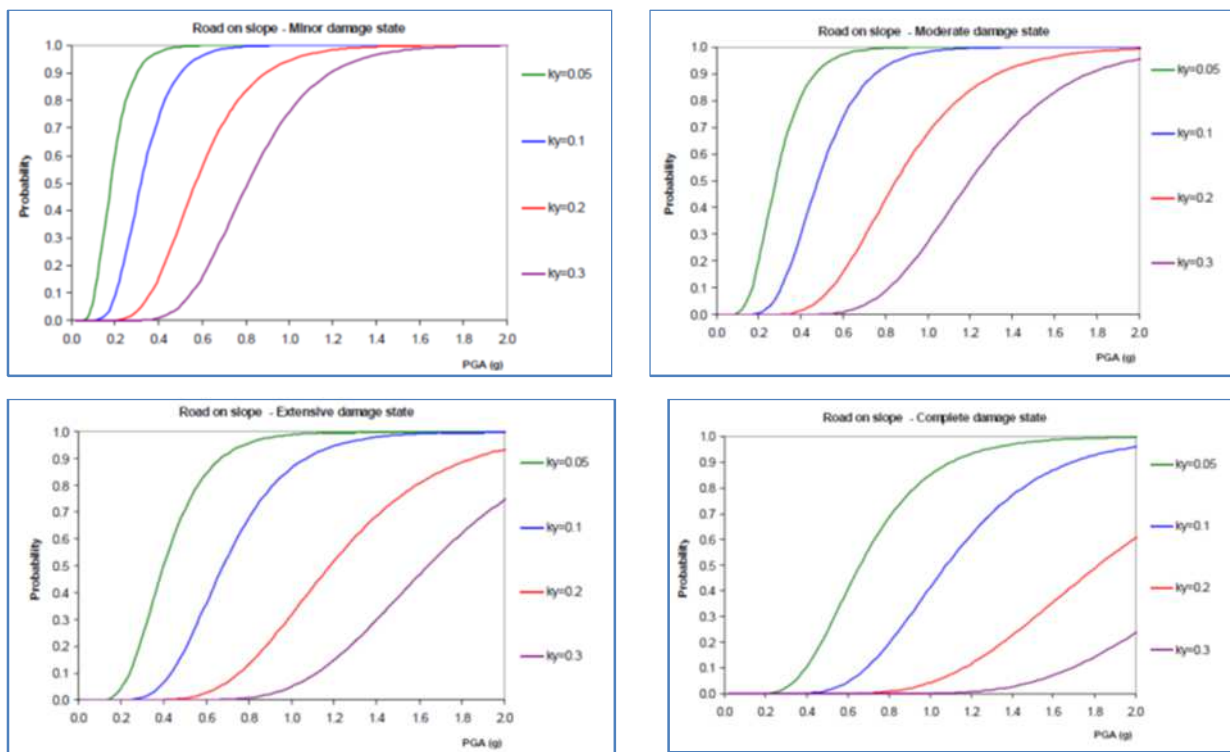 Road on slope - Minor damage state
1.0
0.9
0.8
0.7
0.6
0.5
0.4
0.3
0.2
0.1
0.0
Probability
0.0 0.2 0.4 0.6 0.8 1.0 1.2 1.4 1.6 1.8 2.0
PGA (g)
ky=0.05
ky=0.1
ky=0.2
ky=0.3
Road on slope - Moderate damage state
1.0
0.9
0.8
0.7
0.6
0.5
0.4
0.3
0.2
0.1
0.0
Probability
0.0 0.2 0.4 0.6 0.8 1.0 1.2 1.4 1.6 1.8 2.0
PGA (g)
ky=0.05
ky=0.1
ky=0.2
ky=0.3
Road on slope - Extensive damage state
1.0
0.9
0.8
0.7
0.6
0.5
0.4
0.3
0.2
0.1
0.0
Probability
0.0 0.2 0.4 0.6 0.8 1.0 1.2 1.4 1.6 1.8 2.0
PGA (g)
ky=0.05
ky=0.1
ky=0.2
ky=0.3
Road on slope - Complete damage state
1.0
0.9
0.8
0.7
0.6
0.5
0.4
0.3
0.2
0.1
0.0
Probability
0.0 0.2 0.4 0.6 0.8 1.0 1.2 1.4 1.6 1.8 2.0
PGA (g)
ky=0.05
ky=0.1
ky=0.2
ky=0.3